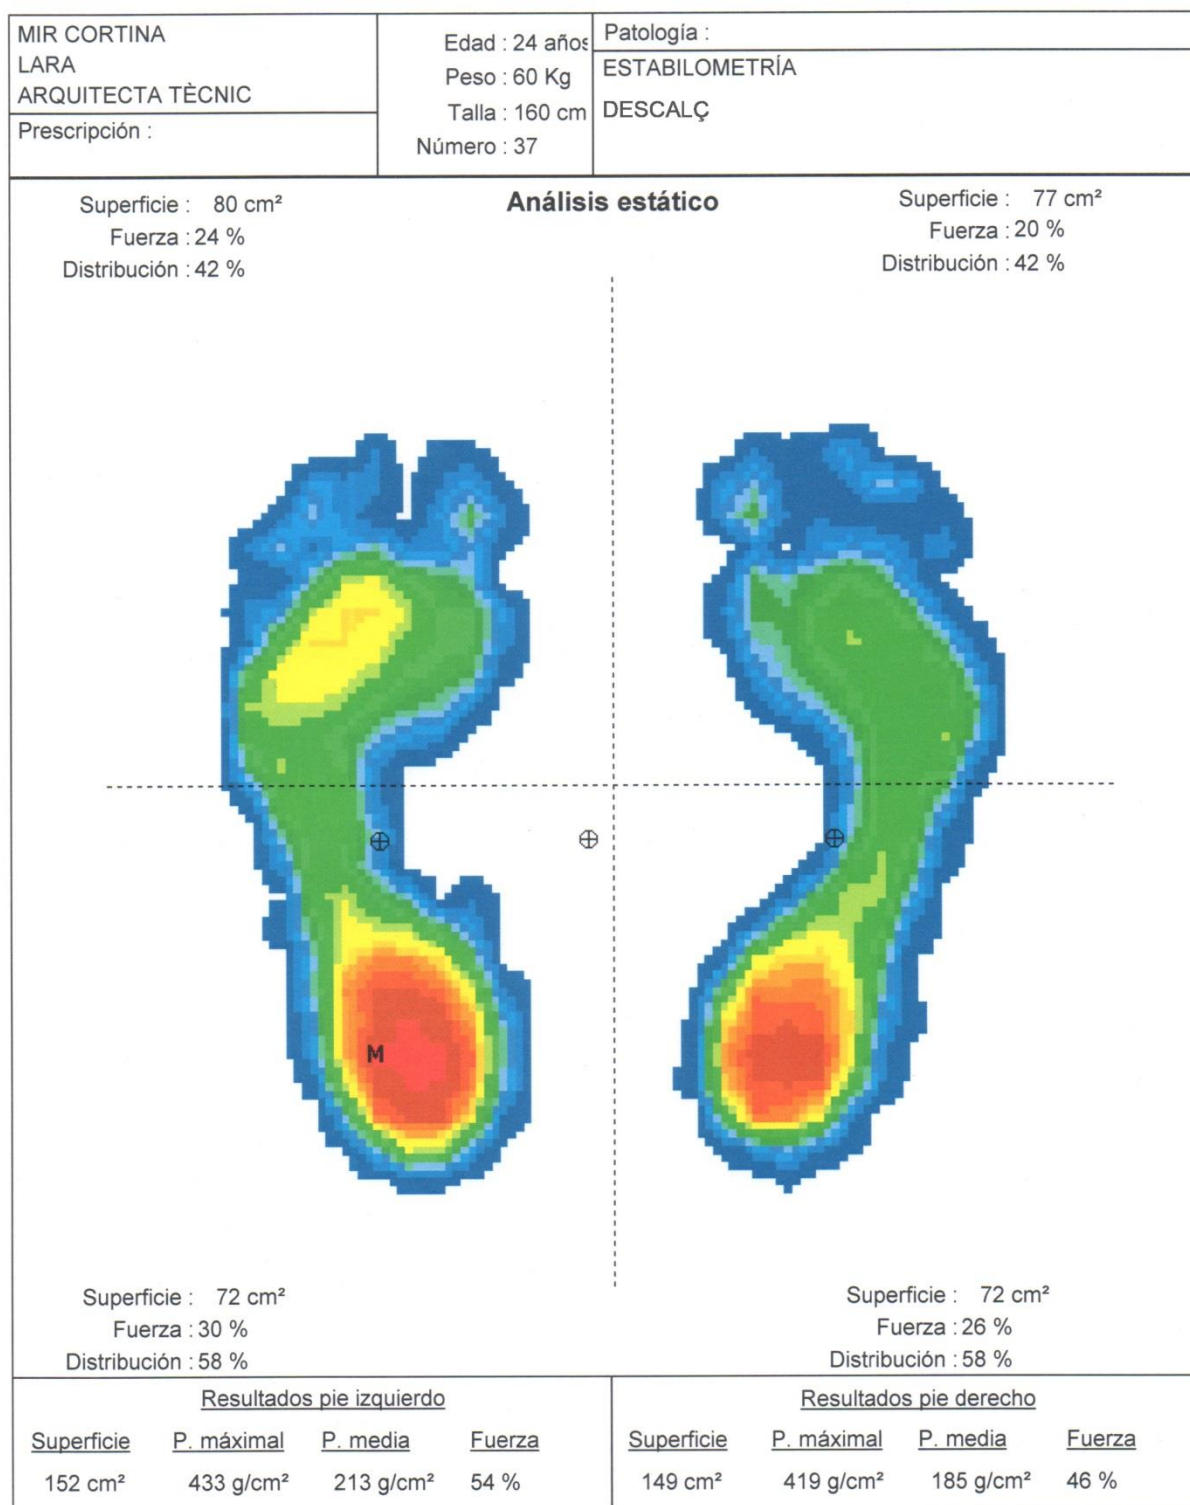 MIR CORTINA
LARA
ARQUITECTA TÈCNIC
Prescripción :
Edad : 24 años
Peso : 60 Kg
Talla : 160 cm
Número : 37
Patología :
ESTABILOMETRÍA
DESCALÇ
Análisis estático
Superficie : 80 cm²
Fuerza : 24 %
Distribución : 42 %
Superficie : 77 cm²
Fuerza : 20 %
Distribución : 42 %
M
Superficie : 72 cm²
Fuerza : 30 %
Distribución : 58 %
Superficie : 72 cm²
Fuerza : 26 %
Distribución : 58 %
Resultados pie izquierdo
Superficie P. máximal P. media Fuerza
152 cm² 433 g/cm² 213 g/cm² 54 %
Resultados pie derecho
Superficie P. máximal P. media Fuerza
149 cm² 419 g/cm² 185 g/cm² 46 %